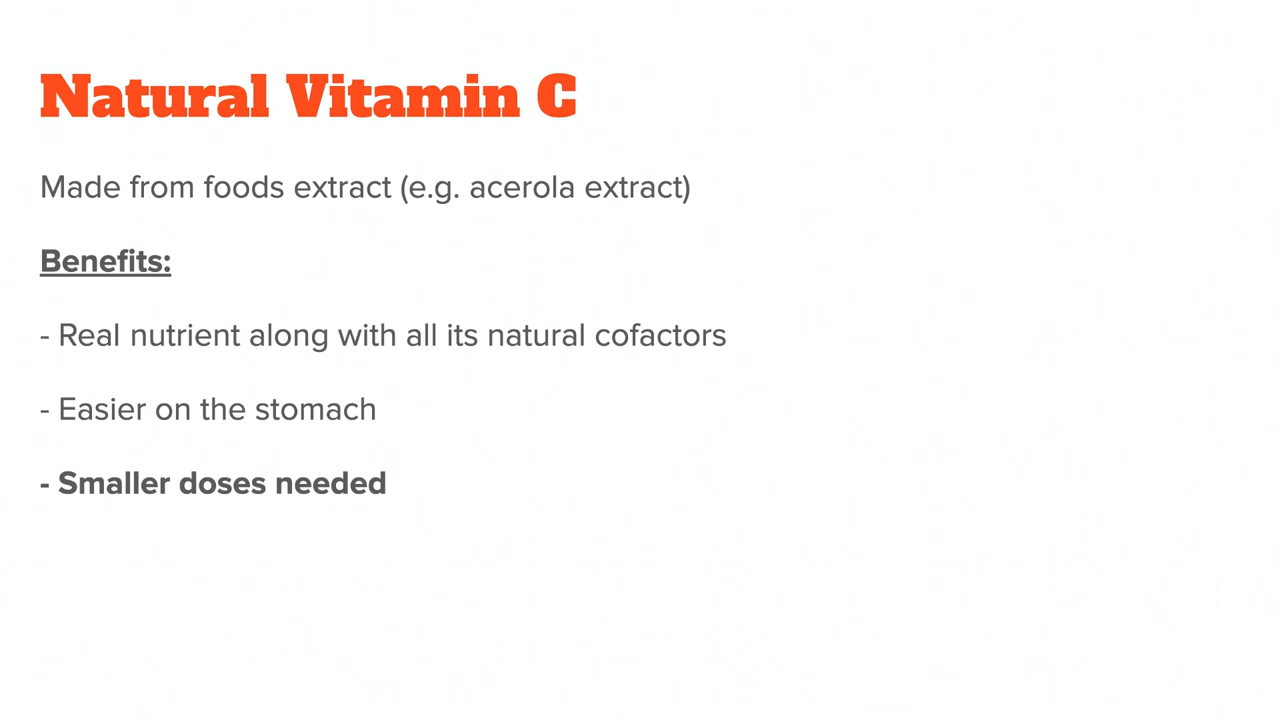 Natural Vitamin C
Made from foods extract (e.g. acerola extract)
Benefits:
- Real nutrient along with all its natural cofactors
- Easier on the stomach
- Smaller doses needed